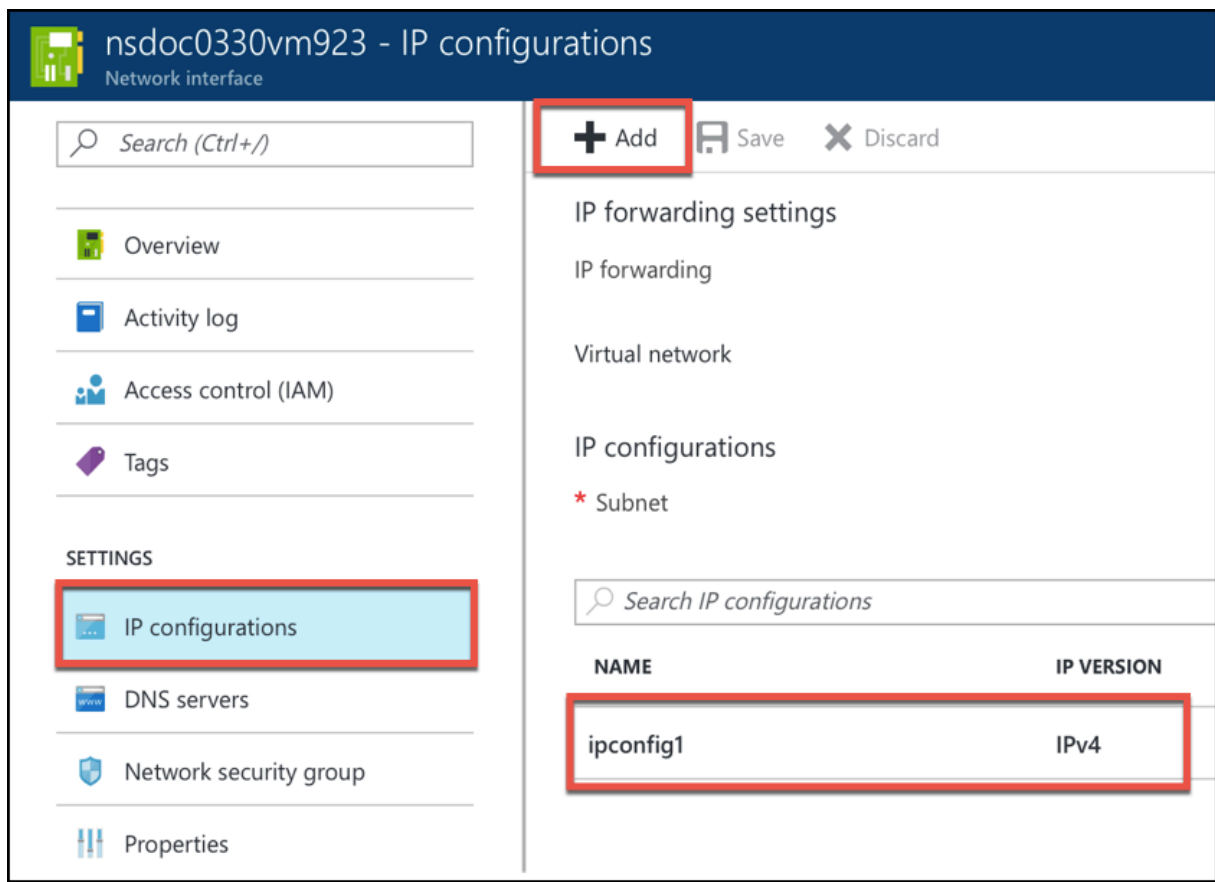 nsdoc0330vm923 - IP configurations
Network interface
Search (Ctrl+/)
Overview
Activity log
Access control (IAM)
Tags
SETTINGS
IP configurations
DNS servers
Network security group
Properties
Add Save Discard
IP forwarding settings
IP forwarding
Virtual network
IP configurations
* Subnet
Search IP configurations
NAME IP VERSION
ipconfig1 IPv4